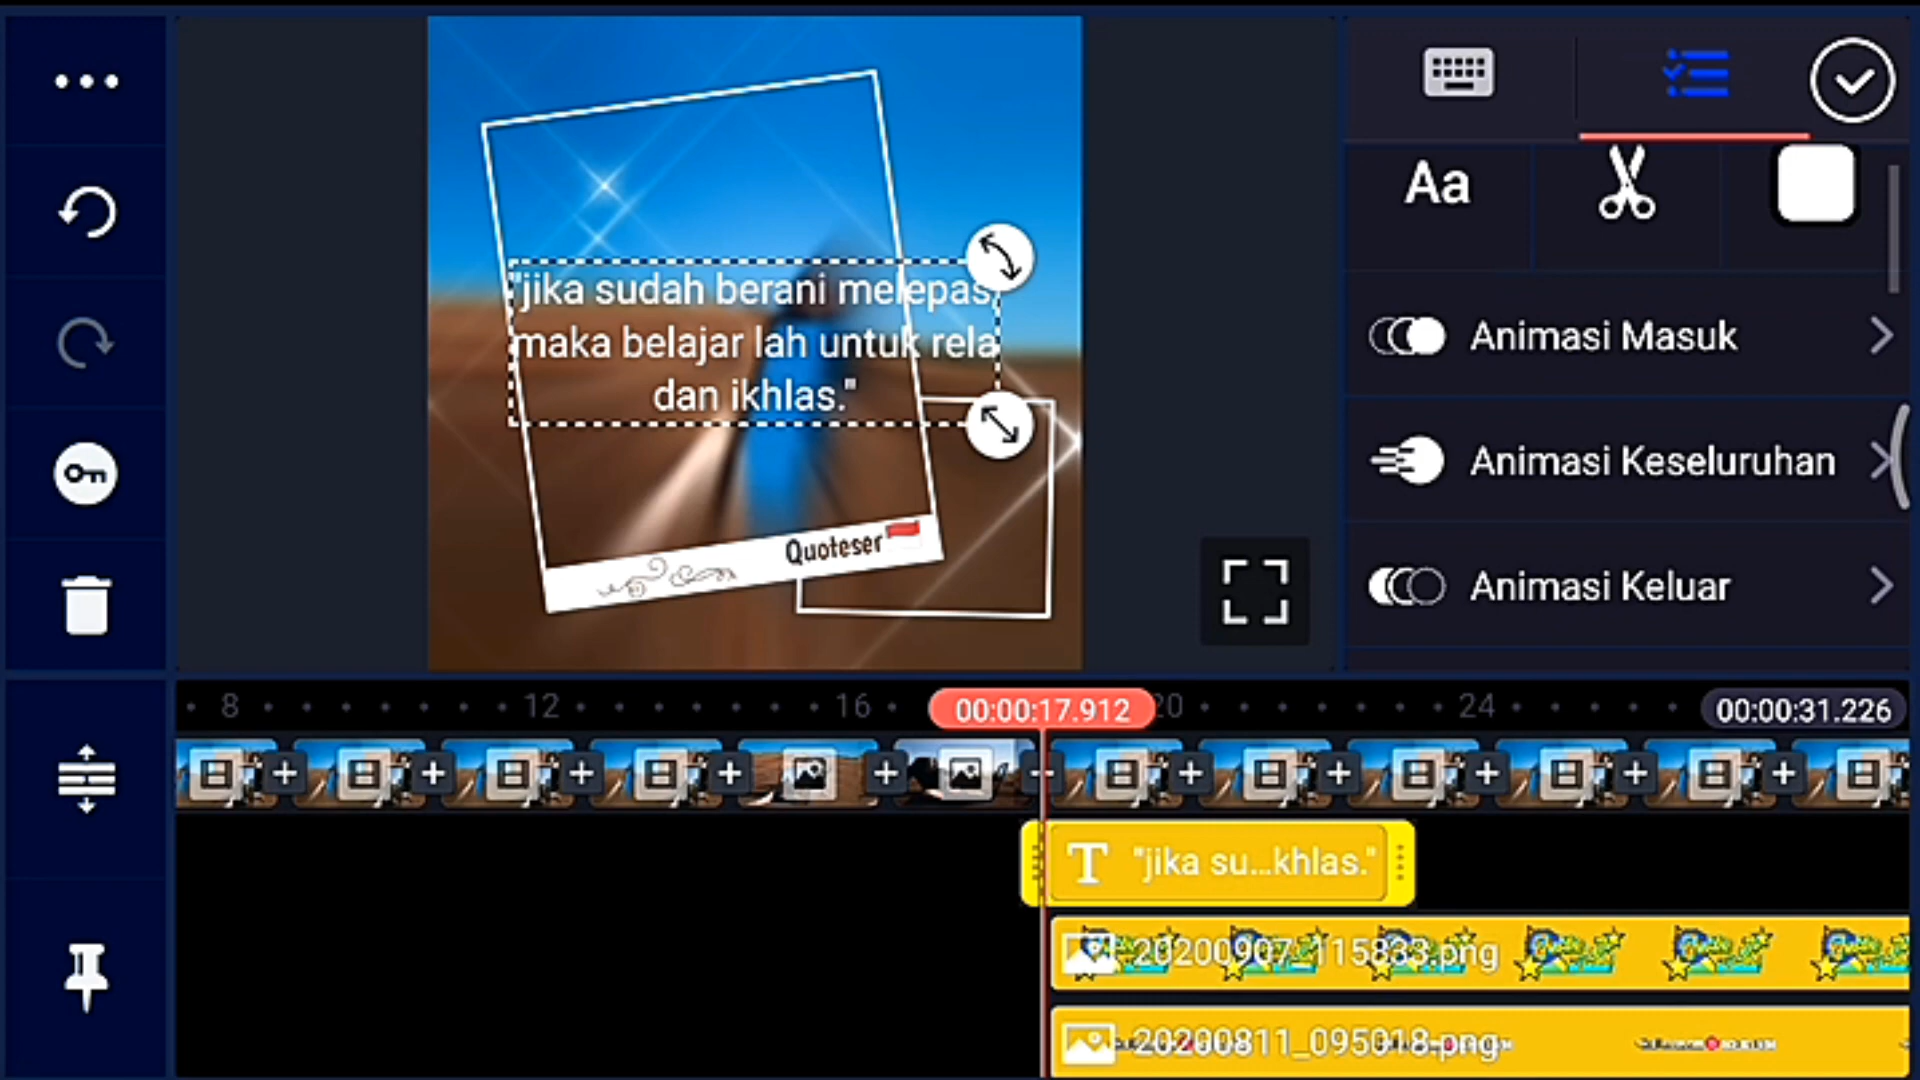 "jika sudah berani melepas
maka belajar lah untuk rela
dan ikhlas."
Quoteser
Aa
Animasi Masuk
Animasi Keseluruhan
Animasi Keluar
8 12 16 00:00:17.912 20 24 00:00:31.226
T "jika su...khlas."
20200907_115833.png
20200811_095018.png